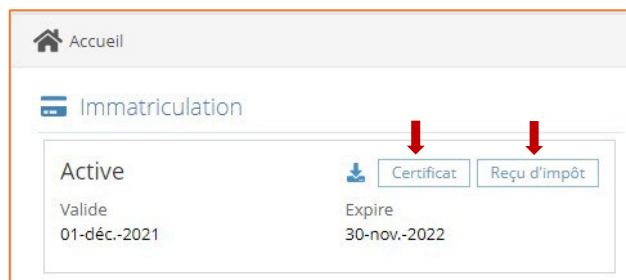 Accueil
Immatriculation
Active Certificat Reçu d'impôt
Valide Expire
01-déc.-2021 30-nov.-2022